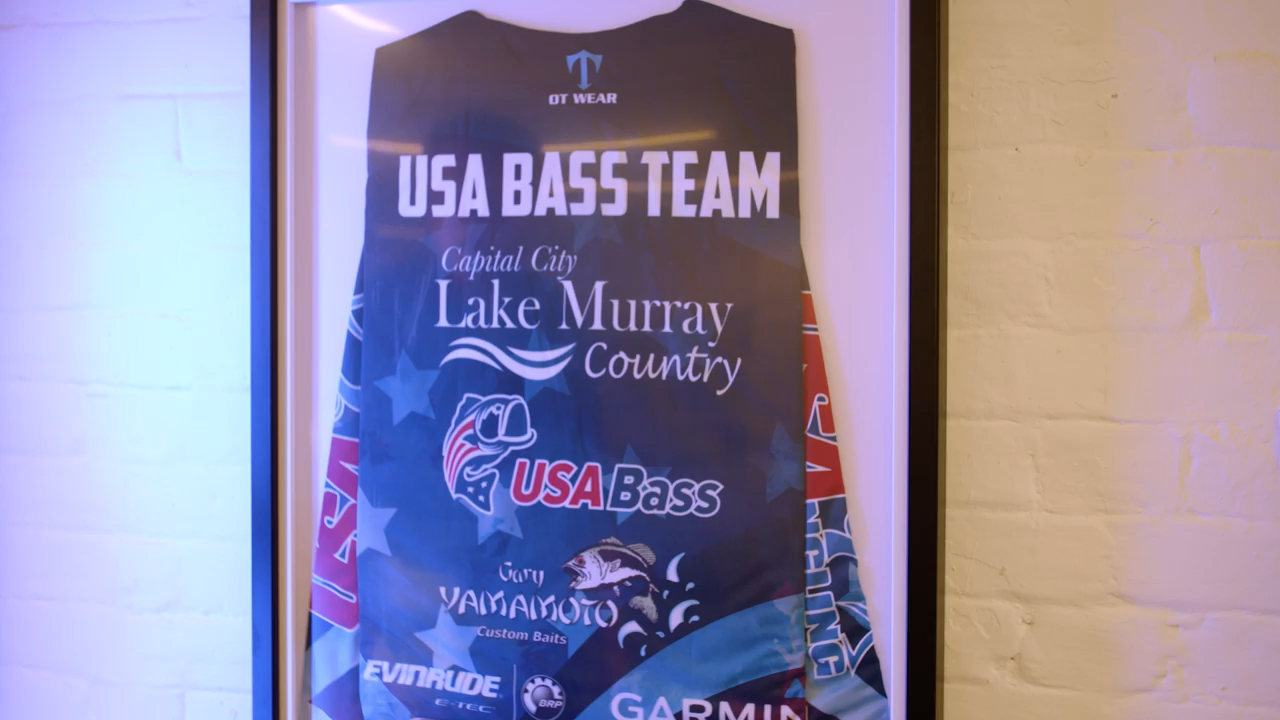 OT WEAR
USA BASS TEAM
Capital City
Lake Murray
Country
USA Bass
Gary
YAMAMOTO
Custom Baits
EVINRUDE
E-TEC
BRP
GARMIN
USA